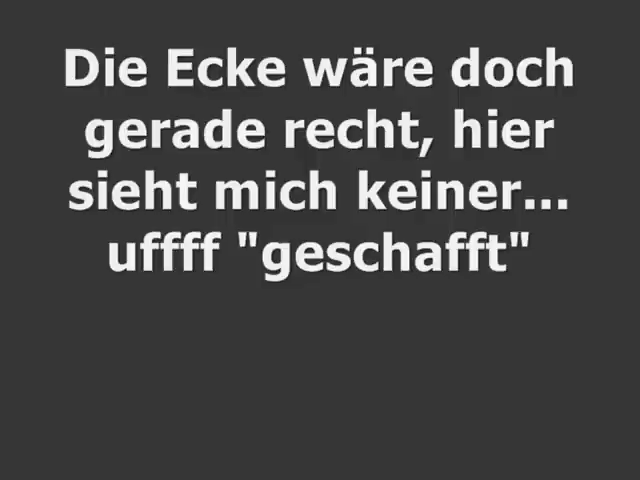 Die Ecke wäre doch
gerade recht, hier
sieht mich keiner...
uffff "geschafft"